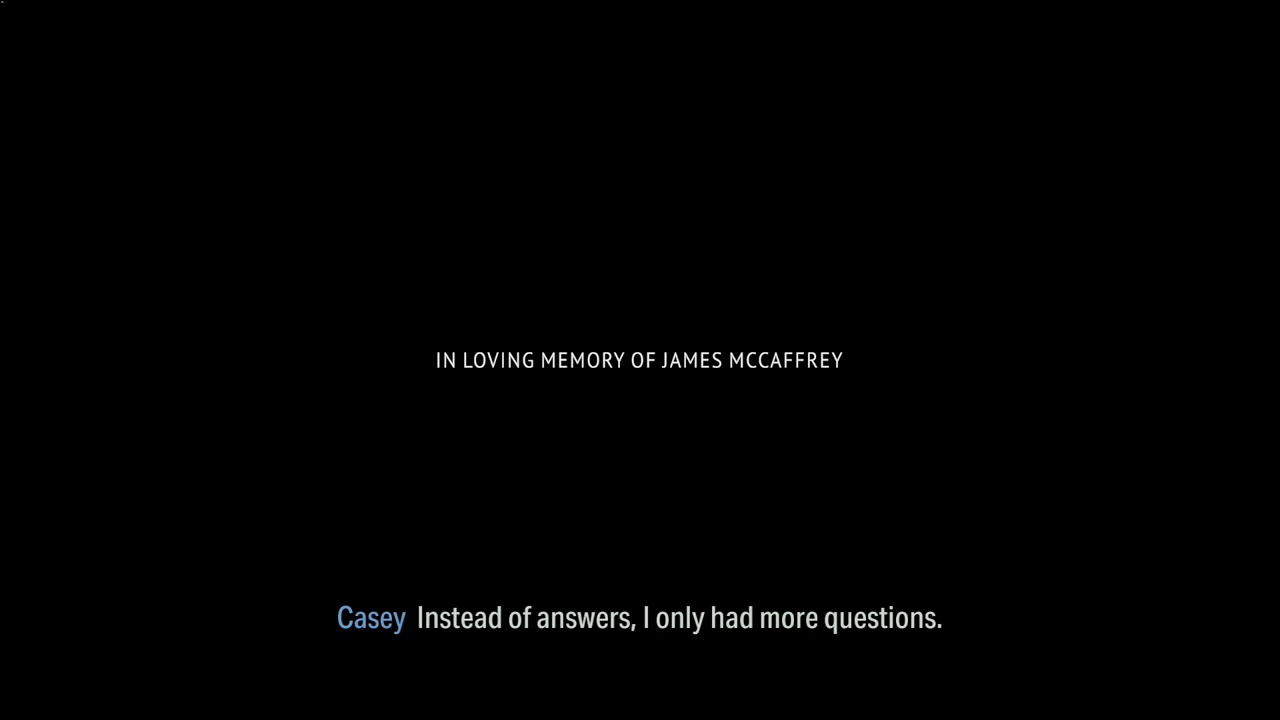 IN LOVING MEMORY OF JAMES MCCAFFREY
Casey Instead of answers, I only had more questions.